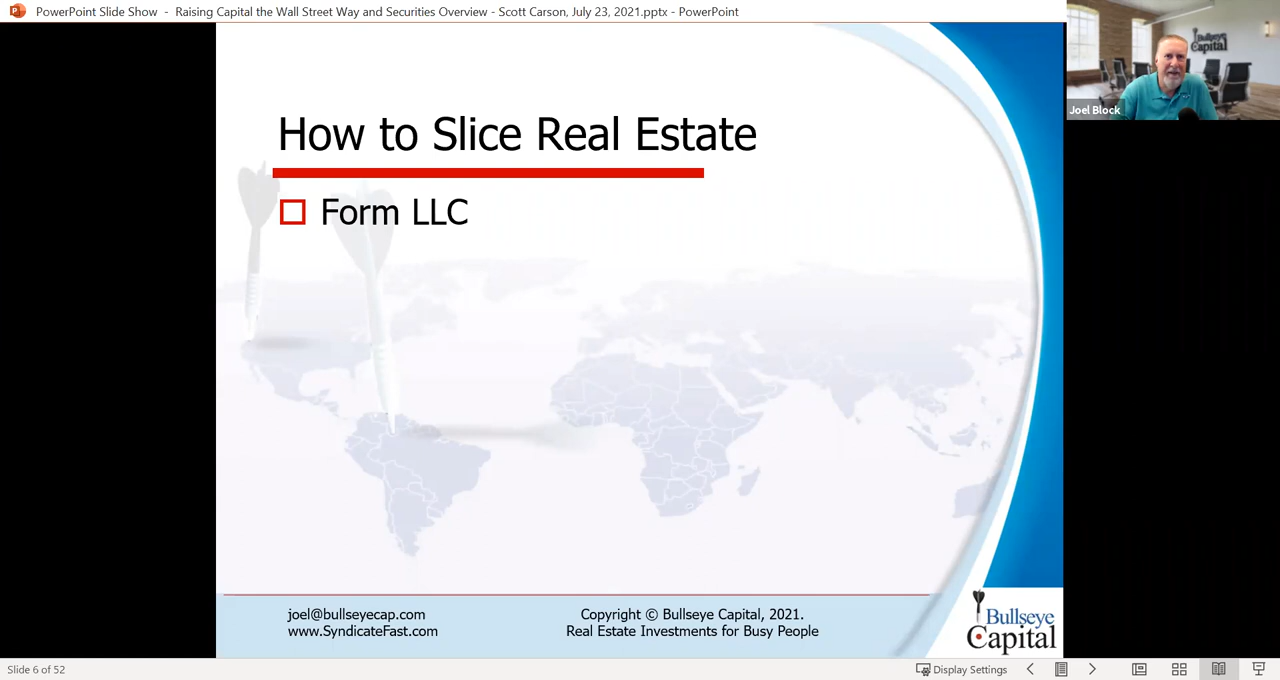 PowerPoint Slide Show - Raising Capital the Wall Street Way and Securities Overview - Scott Carson, July 23, 2021.pptx - PowerPoint
Bullseye
Capital
Joel Block
How to Slice Real Estate
Form LLC
joel@bullseyecap.com
www.SyndicateFast.com
Copyright © Bullseye Capital, 2021.
Real Estate Investments for Busy People
Bullseye
Capital
Slide 6 of 52
Display Settings